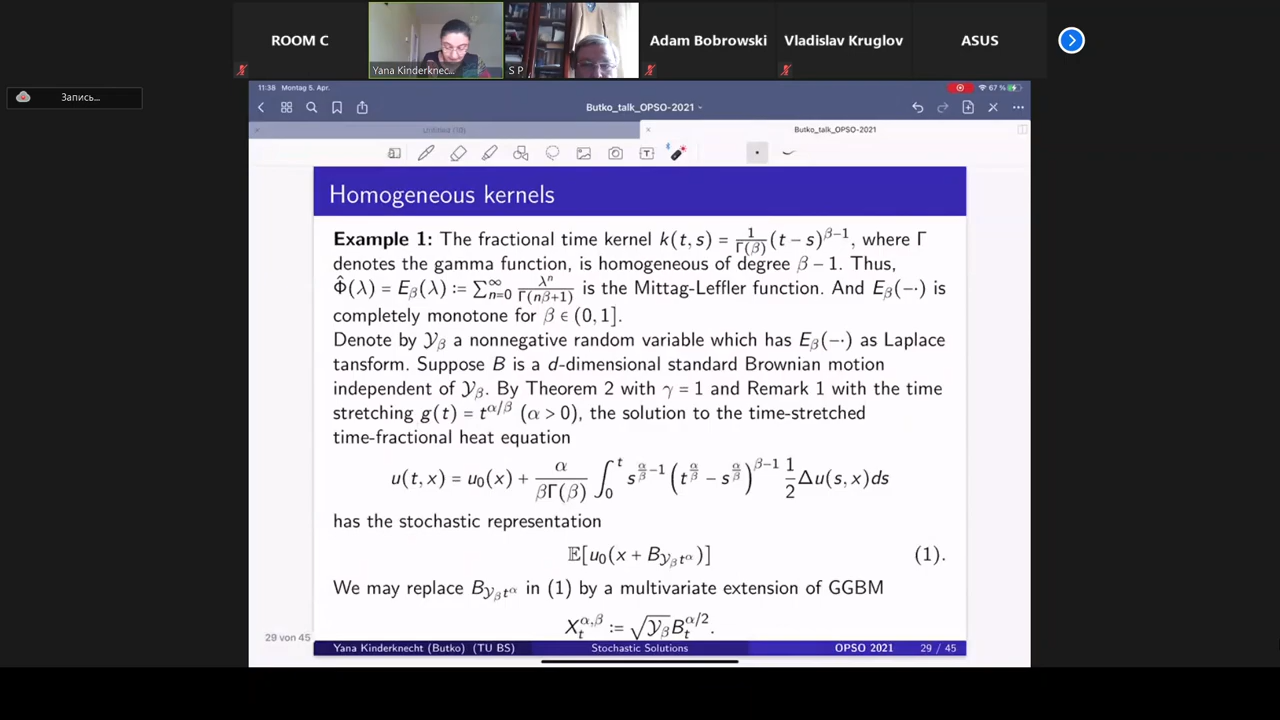 ROOM C
Yana Kinderknec...
S P
Adam Bobrowski
Vladislav Kruglov
ASUS
Запись...
11:38 Montag 5. Apr.
67 %
Butko_talk_OPSO-2021
Untitled (10)
Butko_talk_OPSO-2021
Homogeneous kernels
Example 1: The fractional time kernel k(t, s) = 1/Γ(β) (t − s)^{β−1}, where Γ
denotes the gamma function, is homogeneous of degree β − 1. Thus,
Φ̂(λ) = E_β(λ) := ∑_{n=0}^{∞} λ^n/Γ(nβ+1) is the Mittag-Leffler function. And E_β(−·) is
completely monotone for β ∈ (0, 1].
Denote by 𝒴_β a nonnegative random variable which has E_β(−·) as Laplace
tansform. Suppose B is a d-dimensional standard Brownian motion
independent of 𝒴_β. By Theorem 2 with γ = 1 and Remark 1 with the time
stretching g(t) = t^{α/β} (α > 0), the solution to the time-stretched
time-fractional heat equation
u(t, x) = u_0(x) + α/(βΓ(β)) ∫_0^t s^{α/β −1} (t^{α/β} − s^{α/β})^{β−1} 1/2 Δu(s, x)ds
has the stochastic representation
𝔼[u_0(x + B_{𝒴_β t^α})] (1).
We may replace B_{𝒴_β t^α} in (1) by a multivariate extension of GGBM
X_t^{α,β} := √𝒴_β B_t^{α/2}.
29 von 45
Yana Kinderknecht (Butko) (TU BS) Stochastic Solutions OPSO 2021 29 / 45